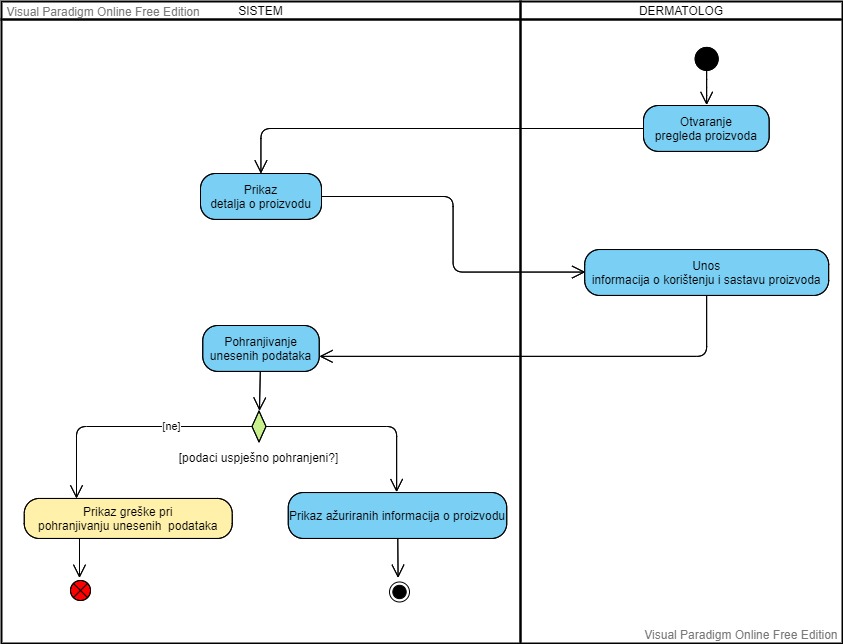 Visual Paradigm Online Free Edition
SISTEM
DERMATOLOG
Otvaranje
pregleda proizvoda
Prikaz
detalja o proizvodu
Unos
informacija o korištenju i sastavu proizvoda
Pohranjivanje
unesenih podataka
[ne]
[podaci uspješno pohranjeni?]
Prikaz greške pri
pohranjivanju unesenih podataka
Prikaz ažuriranih informacija o proizvodu
Visual Paradigm Online Free Edition